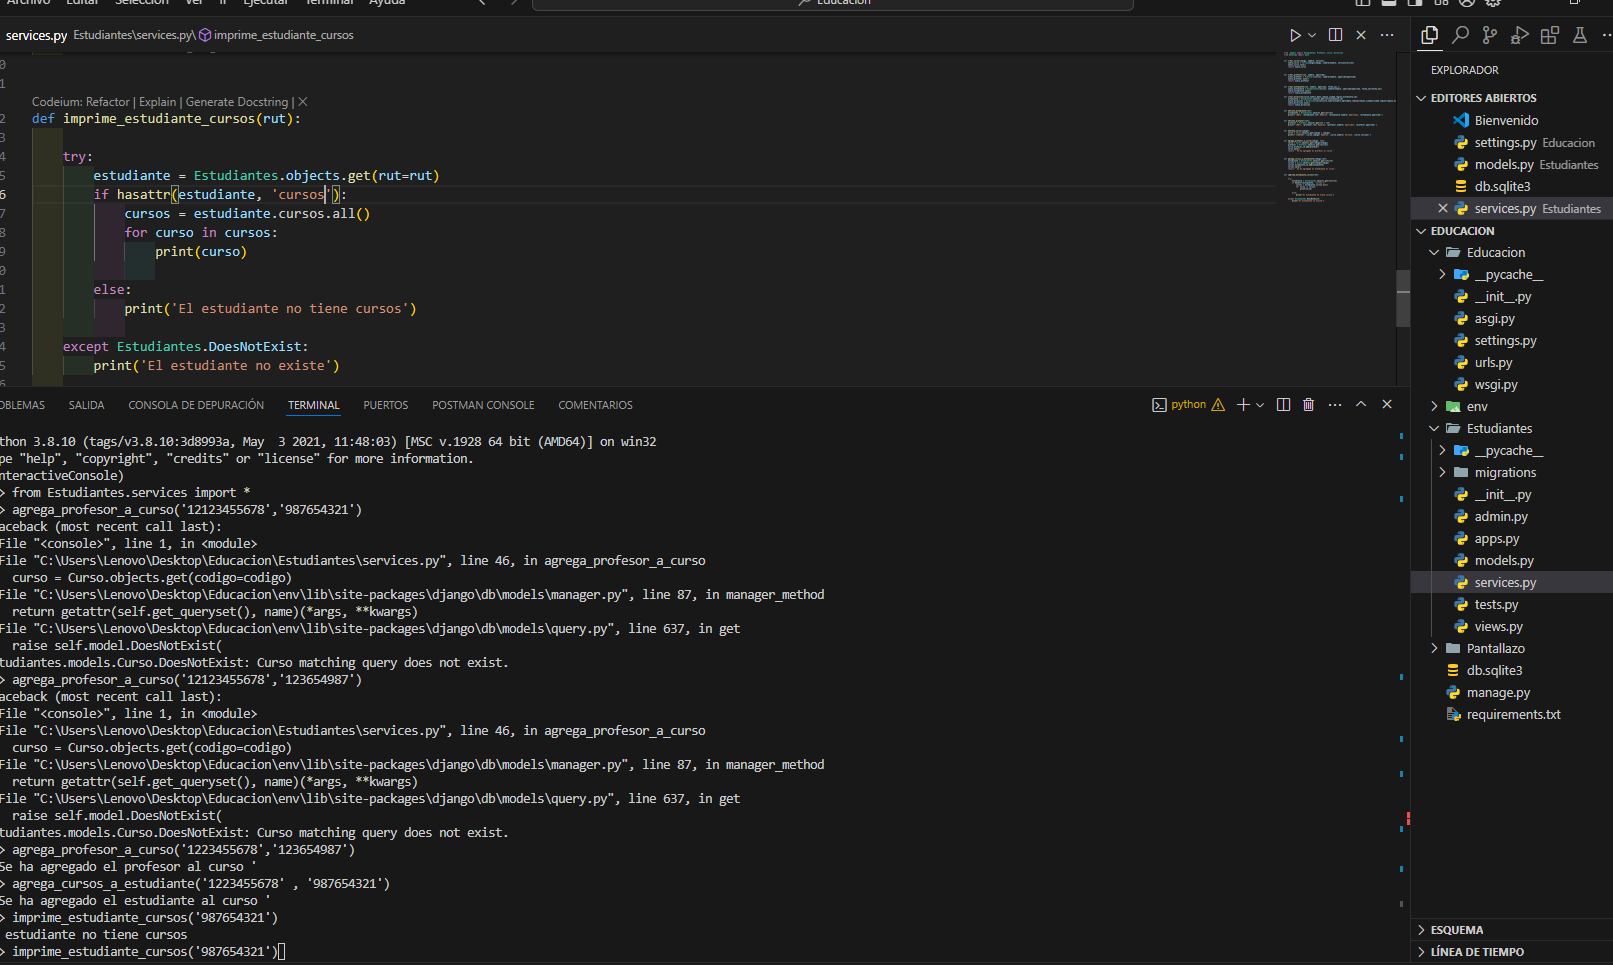 Archivo Editar Selección Ver Ir Ejecutar Terminal Ayuda
Educacion
services.py Estudiantes\services.py\ imprime_estudiante_cursos
Codeium: Refactor | Explain | Generate Docstring | X
def imprime_estudiante_cursos(rut):
try:
estudiante = Estudiantes.objects.get(rut=rut)
if hasattr(estudiante, 'cursos'):
cursos = estudiante.cursos.all()
for curso in cursos:
print(curso)
else:
print('El estudiante no tiene cursos')
except Estudiantes.DoesNotExist:
print('El estudiante no existe')
OBLEMAS SALIDA CONSOLA DE DEPURACIÓN TERMINAL PUERTOS POSTMAN CONSOLE COMENTARIOS
python
thon 3.8.10 (tags/v3.8.10:3d8993a, May  3 2021, 11:48:03) [MSC v.1928 64 bit (AMD64)] on win32
pe "help", "copyright", "credits" or "license" for more information.
nteractiveConsole)
> from Estudiantes.services import *
> agrega_profesor_a_curso('12123455678','987654321')
aceback (most recent call last):
File "<console>", line 1, in <module>
File "C:\Users\Lenovo\Desktop\Educacion\Estudiantes\services.py", line 46, in agrega_profesor_a_curso
curso = Curso.objects.get(codigo=codigo)
File "C:\Users\Lenovo\Desktop\Educacion\env\lib\site-packages\django\db\models\manager.py", line 87, in manager_method
return getattr(self.get_queryset(), name)(*args, **kwargs)
File "C:\Users\Lenovo\Desktop\Educacion\env\lib\site-packages\django\db\models\query.py", line 637, in get
raise self.model.DoesNotExist(
tudiantes.models.Curso.DoesNotExist: Curso matching query does not exist.
> agrega_profesor_a_curso('12123455678','123654987')
aceback (most recent call last):
File "<console>", line 1, in <module>
File "C:\Users\Lenovo\Desktop\Educacion\Estudiantes\services.py", line 46, in agrega_profesor_a_curso
curso = Curso.objects.get(codigo=codigo)
File "C:\Users\Lenovo\Desktop\Educacion\env\lib\site-packages\django\db\models\manager.py", line 87, in manager_method
return getattr(self.get_queryset(), name)(*args, **kwargs)
File "C:\Users\Lenovo\Desktop\Educacion\env\lib\site-packages\django\db\models\query.py", line 637, in get
raise self.model.DoesNotExist(
tudiantes.models.Curso.DoesNotExist: Curso matching query does not exist.
> agrega_profesor_a_curso('1223455678','123654987')
Se ha agregado el profesor al curso '
> agrega_cursos_a_estudiante('1223455678' , '987654321')
Se ha agregado el estudiante al curso '
> imprime_estudiante_cursos('987654321')
estudiante no tiene cursos
> imprime_estudiante_cursos('987654321')
EXPLORADOR
EDITORES ABIERTOS
Bienvenido
settings.py Educacion
models.py Estudiantes
db.sqlite3
services.py Estudiantes
EDUCACION
Educacion
__pycache__
__init__.py
asgi.py
settings.py
urls.py
wsgi.py
env
Estudiantes
__pycache__
migrations
__init__.py
admin.py
apps.py
models.py
services.py
tests.py
views.py
Pantallazo
db.sqlite3
manage.py
requirements.txt
ESQUEMA
LÍNEA DE TIEMPO